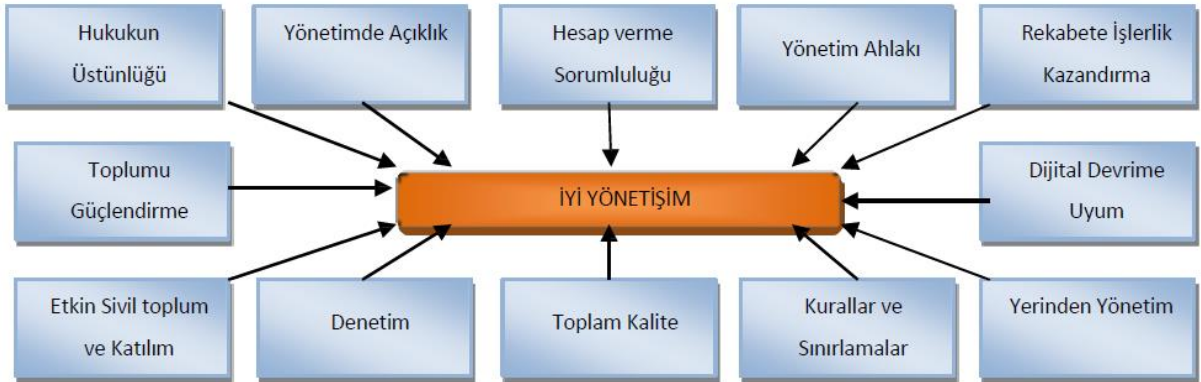 Hukukun
Üstünlüğü
Yönetimde Açıklık
Hesap verme
Sorumluluğu
Yönetim Ahlakı
Rekabete İşlerlik
Kazandırma
Toplumu
Güçlendirme
İYİ YÖNETİŞİM
Dijital Devrime
Uyum
Etkin Sivil toplum
ve Katılım
Denetim
Toplam Kalite
Kurallar ve
Sınırlamalar
Yerinden Yönetim